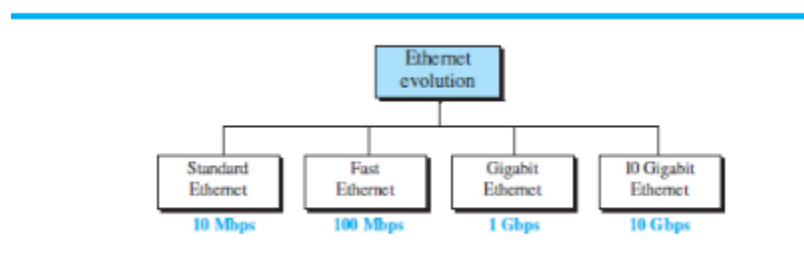 Ethernet
evolution
Standard
Ethernet
Fast
Ethernet
Gigabit
Ethernet
10 Gigabit
Ethernet
10 Mbps
100 Mbps
1 Gbps
10 Gbps